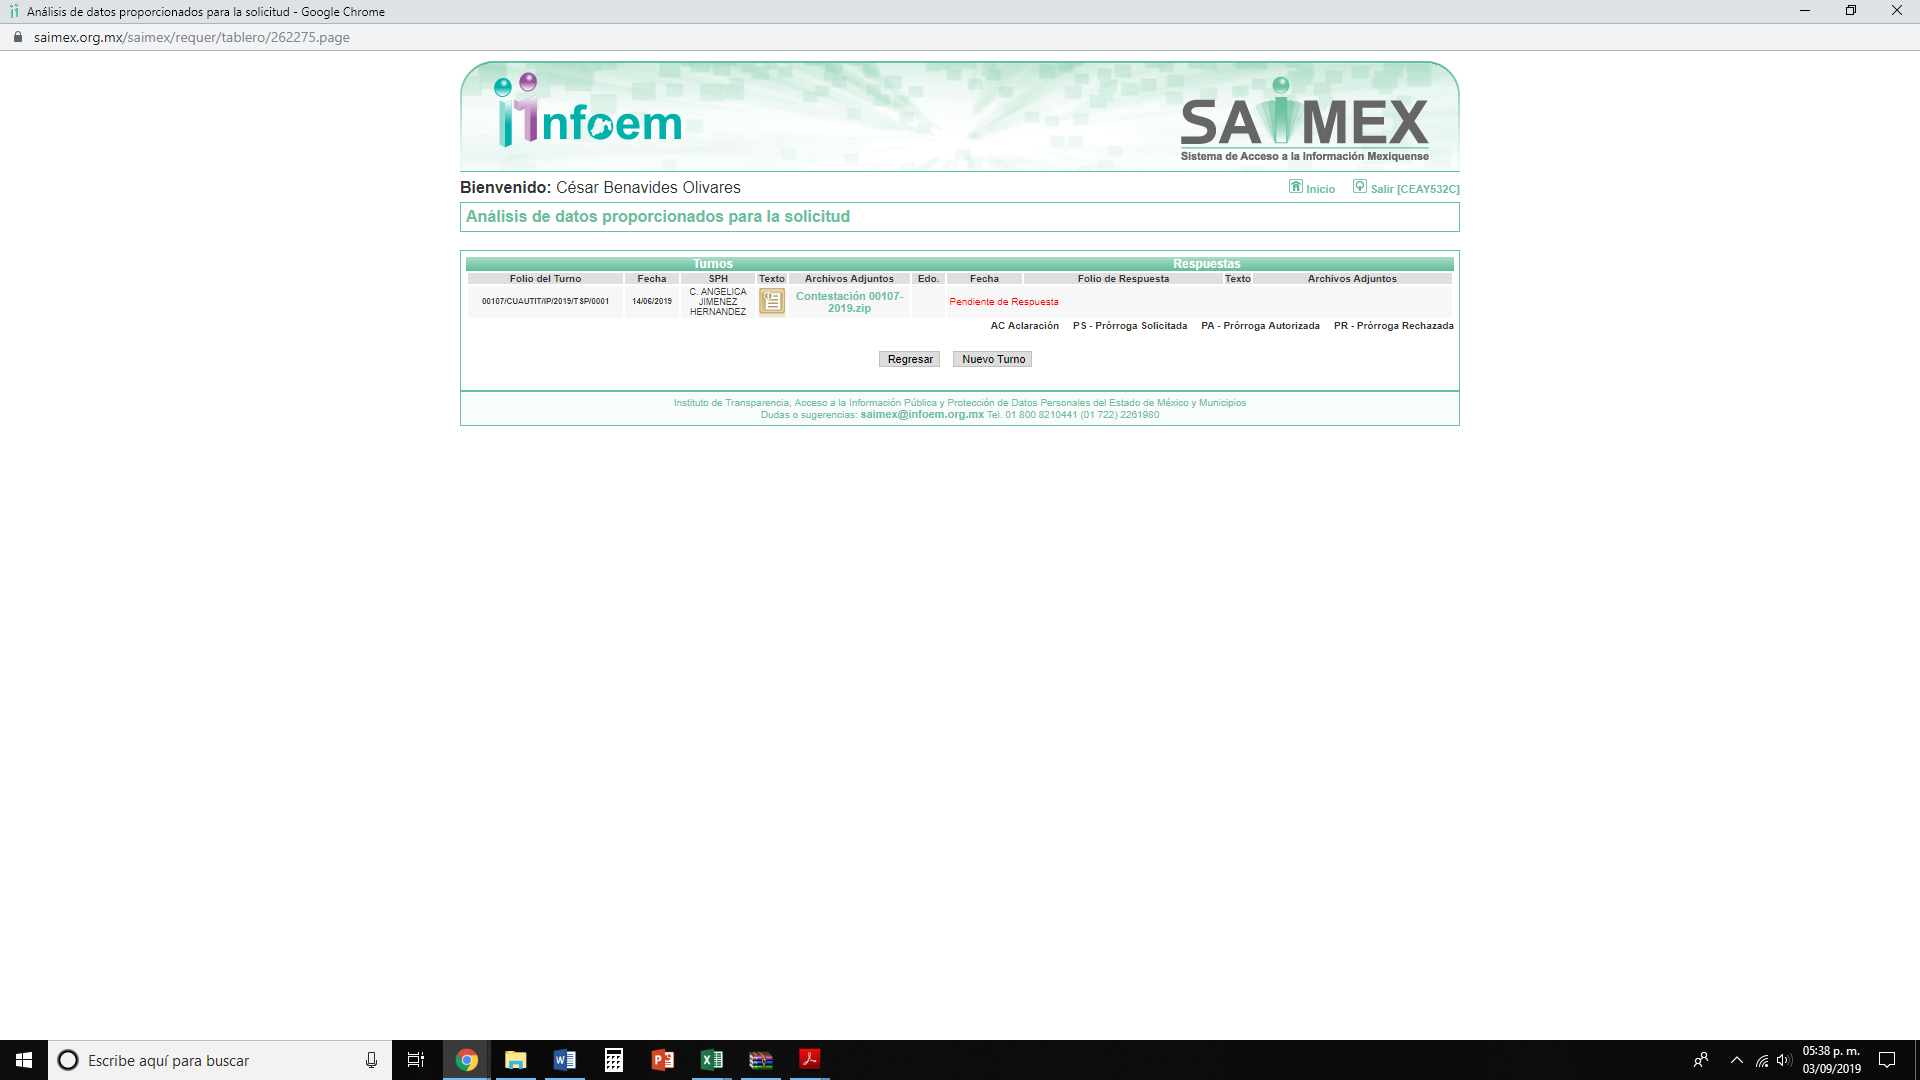 Análisis de datos proporcionados para la solicitud - Google Chrome
saimex.org.mx/saimex/requer/tablero/262275.page
infoem
SAIMEX
Sistema de Acceso a la Información Mexiquense
Bienvenido: César Benavides Olivares
Inicio Salir [CEAY532C]
Análisis de datos proporcionados para la solicitud
Turnos Respuestas
Folio del Turno Fecha SPH Texto Archivos Adjuntos Edo. Fecha Folio de Respuesta Texto Archivos Adjuntos
00107/CUAUTIT/IP/2019/TSP/0001 14/06/2019 C. ANGELICA JIMENEZ HERNANDEZ Contestación 00107-2019.zip Pendiente de Respuesta
AC Aclaración PS - Prórroga Solicitada PA - Prórroga Autorizada PR - Prórroga Rechazada
Regresar Nuevo Turno
Instituto de Transparencia, Acceso a la Información Pública y Protección de Datos Personales del Estado de México y Municipios
Dudas o sugerencias: saimex@infoem.org.mx Tel. 01 800 8210441 (01 722) 2261980
Escribe aquí para buscar
05:38 p. m.
03/09/2019